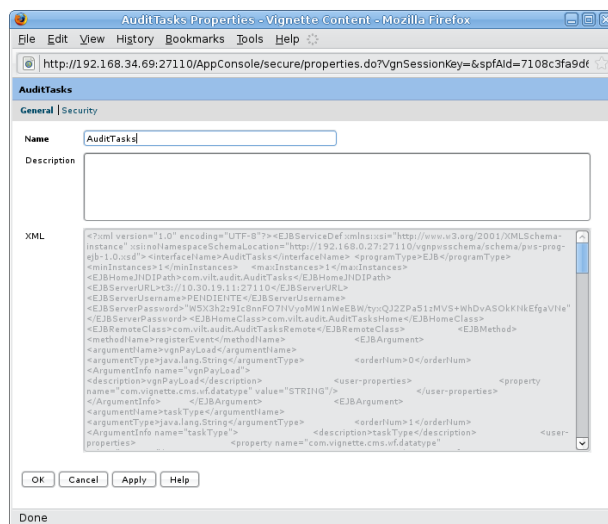 AuditTasks Properties - Vignette Content - Mozilla Firefox
File Edit View History Bookmarks Tools Help
http://192.168.34.69:27110/AppConsole/secure/properties.do?VgnSessionKey=&spfAId=7108c3fa9d6
AuditTasks
General | Security
Name AuditTasks
Description
XML
<?xml version="1.0" encoding="UTF-8"?><EJBServiceDef xmlns:xsi="http://www.w3.org/2001/XMLSchema-
instance" xsi:noNamespaceSchemaLocation="http://192.168.0.27:27110/vgnpwsschema/schema/pws-prog-
ejb-1.0.xsd"> <interfaceName>AuditTasks</interfaceName> <programType>EJB</programType>
<minInstances>1</minInstances> <maxInstances>1</maxInstances>
<EJBHomeJNDIPath>com.vilt.audit.AuditTasks</EJBHomeJNDIPath>
<EJBServerURL>t3://10.30.19.11:27110</EJBServerURL>
<EJBServerUsername>PENDIENTE</EJBServerUsername>
</EJBServerPassword> <EJBHomeClass>com.vilt.audit.AuditTasksHome</EJBHomeClass>
<EJBRemoteClass>com.vilt.audit.AuditTasksRemote</EJBRemoteClass> <EJBMethod>
<methodName>registerEvent</methodName> <EJBArgument>
<argumentName>vgnPayLoad</argumentName>
<argumentType>java.lang.String</argumentType> <orderNum>0</orderNum>
<ArgumentInfo name="vgnPayLoad">
<description>vgnPayLoad</description> <user-properties> <property
name="com.vignette.cms.vf.datatype" value="STRING"/> </user-properties>
</ArgumentInfo> </EJBArgument> <EJBArgument>
<argumentName>taskType</argumentName>
<argumentType>java.lang.String</argumentType> <orderNum>1</orderNum>
<ArgumentInfo name="taskType"> <description>taskType</description> <user-
properties> <property name="com.vignette.cms.vf.datatype"
OK Cancel Apply Help
Done